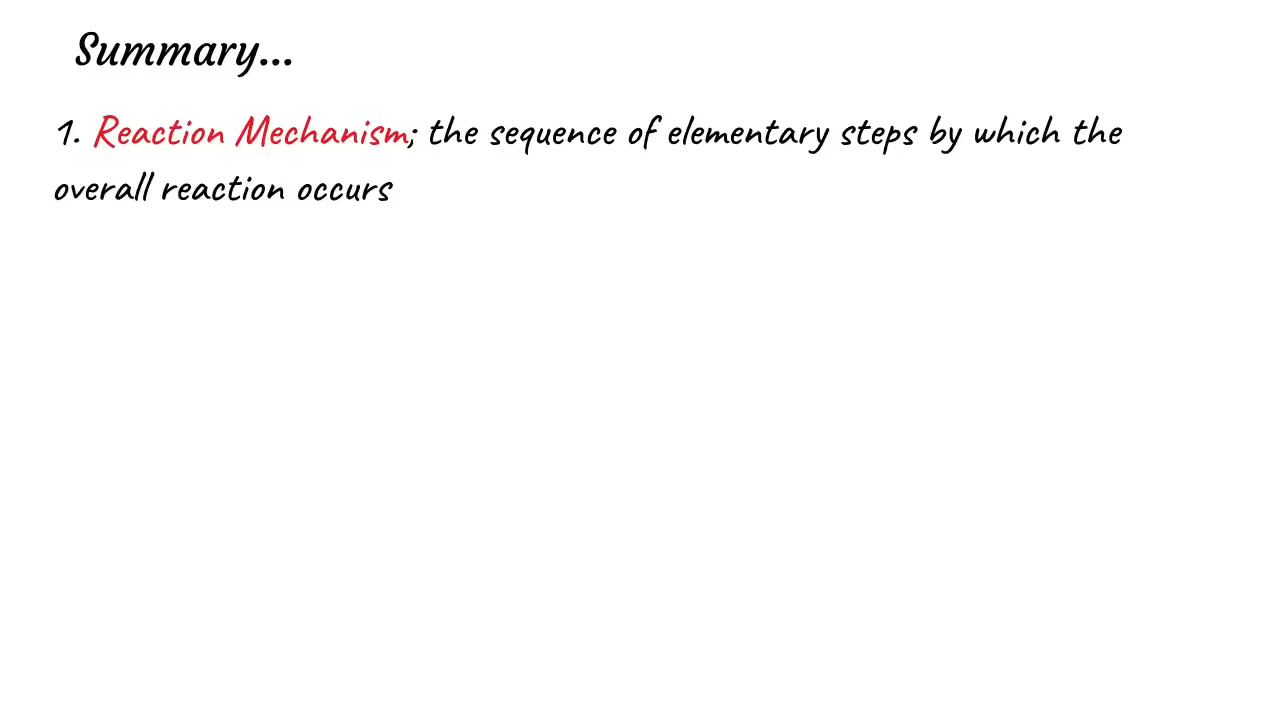 Summary...
1. Reaction Mechanism; the sequence of elementary steps by which the
overall reaction occurs